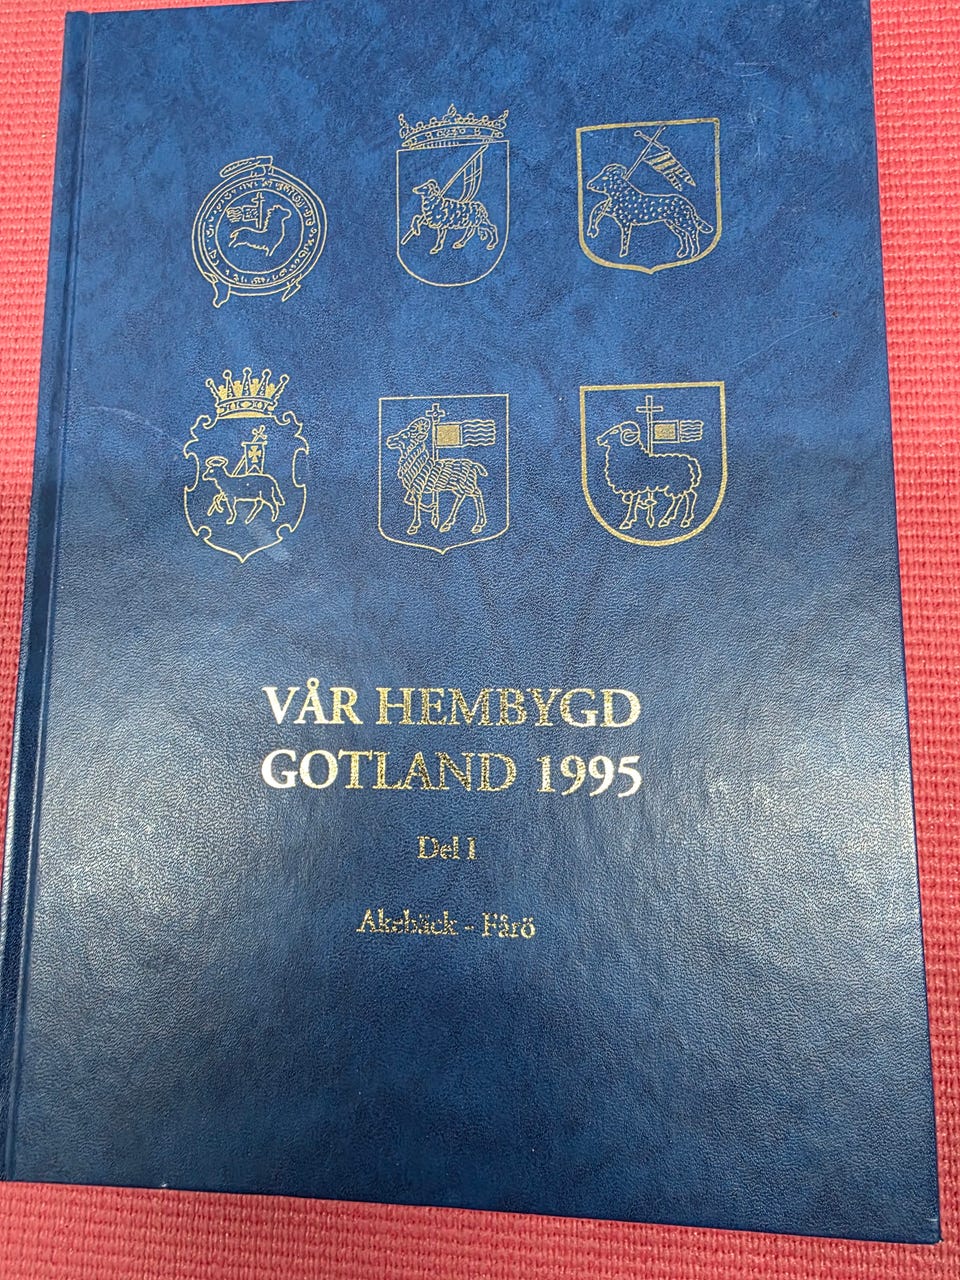 VÅR HEMBYGD
GOTLAND 1995
Del I
Akebäck - Fårö